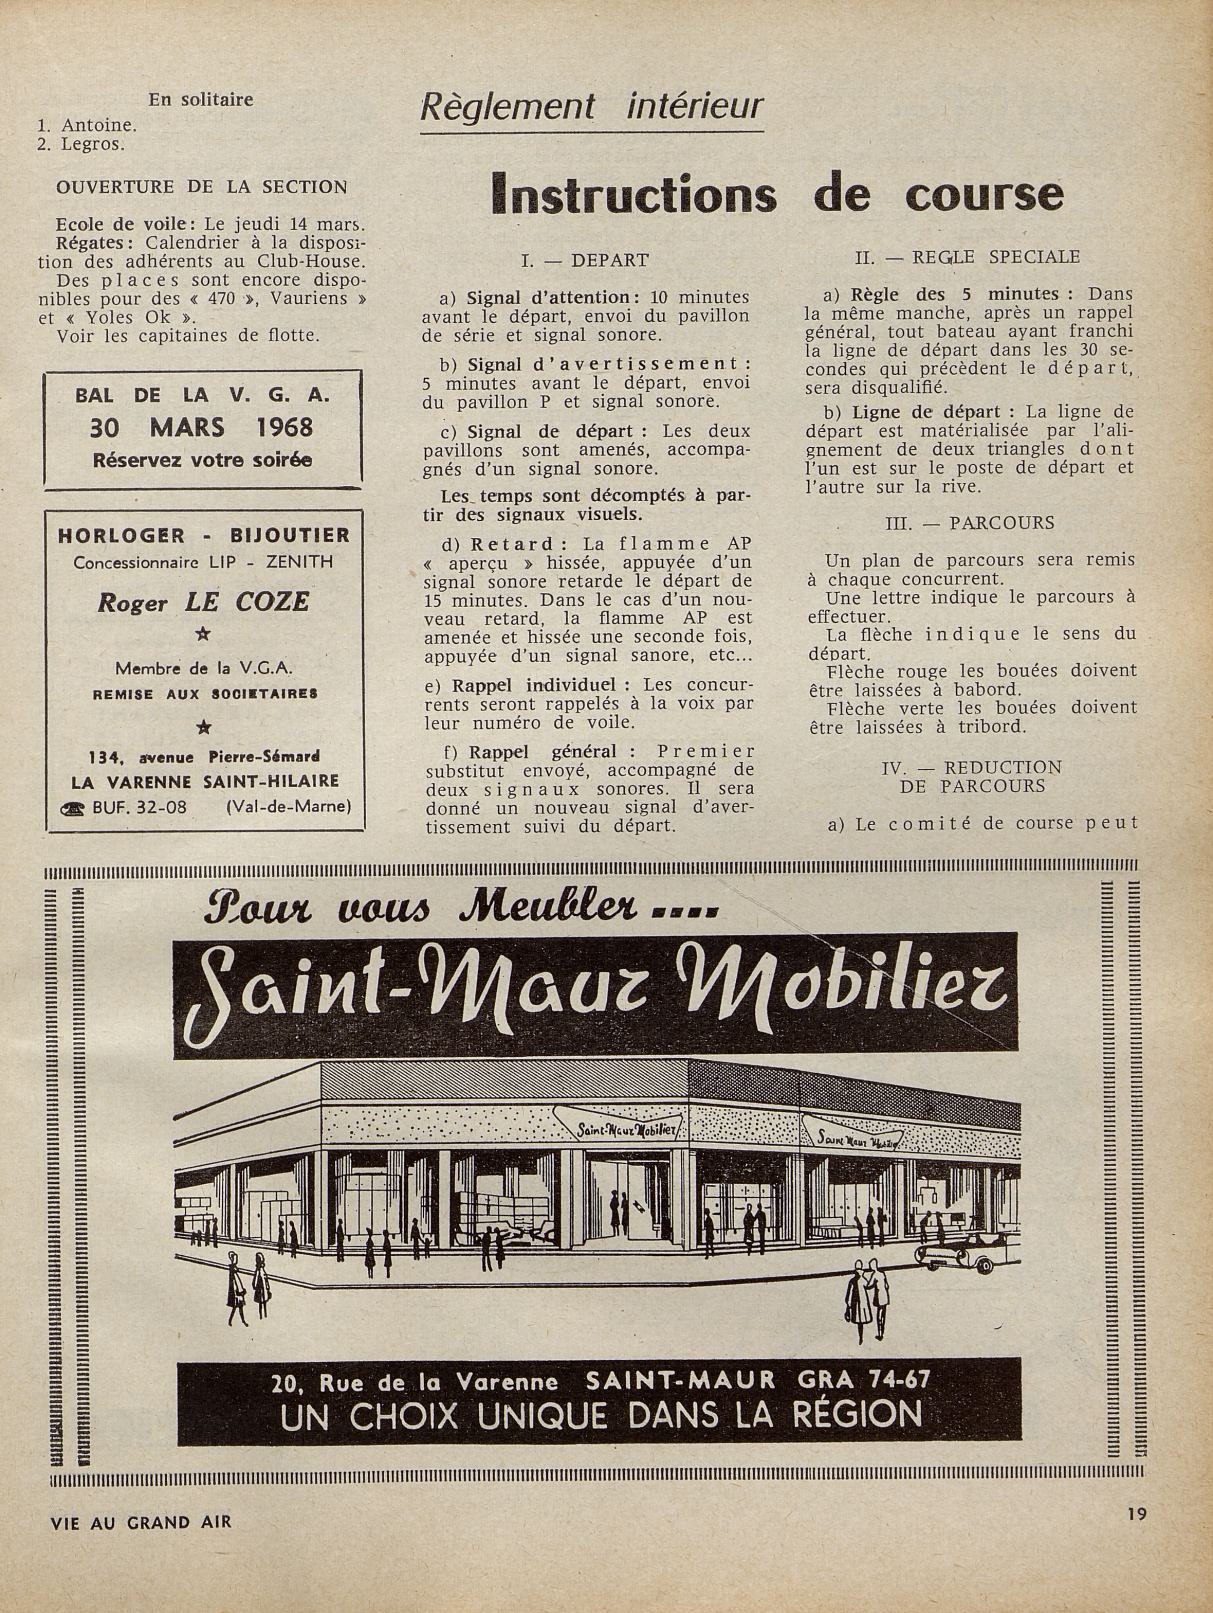 En solitaire
1. Antoine.
2. Legros.
OUVERTURE DE LA SECTION
Ecole de voile : Le jeudi 14 mars.
Régates : Calendrier à la disposi-
tion des adhérents au Club-House.
Des places sont encore dispo-
nibles pour des « 470 », Vauriens »
et « Yoles Ok ».
Voir les capitaines de flotte.
BAL DE LA V. G. A.
30 MARS 1968
Réservez votre soirée
HORLOGER - BIJOUTIER
Concessionnaire LIP - ZENITH
Roger LE COZE
Membre de la V.G.A.
REMISE AUX SOCIETAIRES
134, avenue Pierre-Sémard
LA VARENNE SAINT-HILAIRE
BUF. 32-08 (Val-de-Marne)
Règlement intérieur
Instructions de course
I. — DEPART
a) Signal d'attention : 10 minutes
avant le départ, envoi du pavillon
de série et signal sonore.
b) Signal d'avertissement :
5 minutes avant le départ, envoi
du pavillon P et signal sonore.
c) Signal de départ : Les deux
pavillons sont amenés, accompa-
gnés d'un signal sonore.
Les temps sont décomptés à par-
tir des signaux visuels.
d) Retard : La flamme AP
« aperçu » hissée, appuyée d'un
signal sonore retarde le départ de
15 minutes. Dans le cas d'un nou-
veau retard, la flamme AP est
amenée et hissée une seconde fois,
appuyée d'un signal sanore, etc...
e) Rappel individuel : Les concur-
rents seront rappelés à la voix par
leur numéro de voile.
f) Rappel général : Premier
substitut envoyé, accompagné de
deux signaux sonores. Il sera
donné un nouveau signal d'aver-
tissement suivi du départ.
II. — REGLE SPECIALE
a) Règle des 5 minutes : Dans
la même manche, après un rappel
général, tout bateau ayant franchi
la ligne de départ dans les 30 se-
condes qui précèdent le départ,
sera disqualifié.
b) Ligne de départ : La ligne de
départ est matérialisée par l'ali-
gnement de deux triangles dont
l'un est sur le poste de départ et
l'autre sur la rive.
III. — PARCOURS
Un plan de parcours sera remis
à chaque concurrent.
Une lettre indique le parcours à
effectuer.
La flèche indique le sens du
départ.
Flèche rouge les bouées doivent
être laissées à babord.
Flèche verte les bouées doivent
être laissées à tribord.
IV. — REDUCTION
DE PARCOURS
a) Le comité de course peut
Pour vous Meubler ....
Saint-Maur Mobilier
Saint-Maur Mobilier
Saint Maur Mobilier
20, Rue de la Varenne SAINT-MAUR GRA 74-67
UN CHOIX UNIQUE DANS LA RÉGION
VIE AU GRAND AIR
19